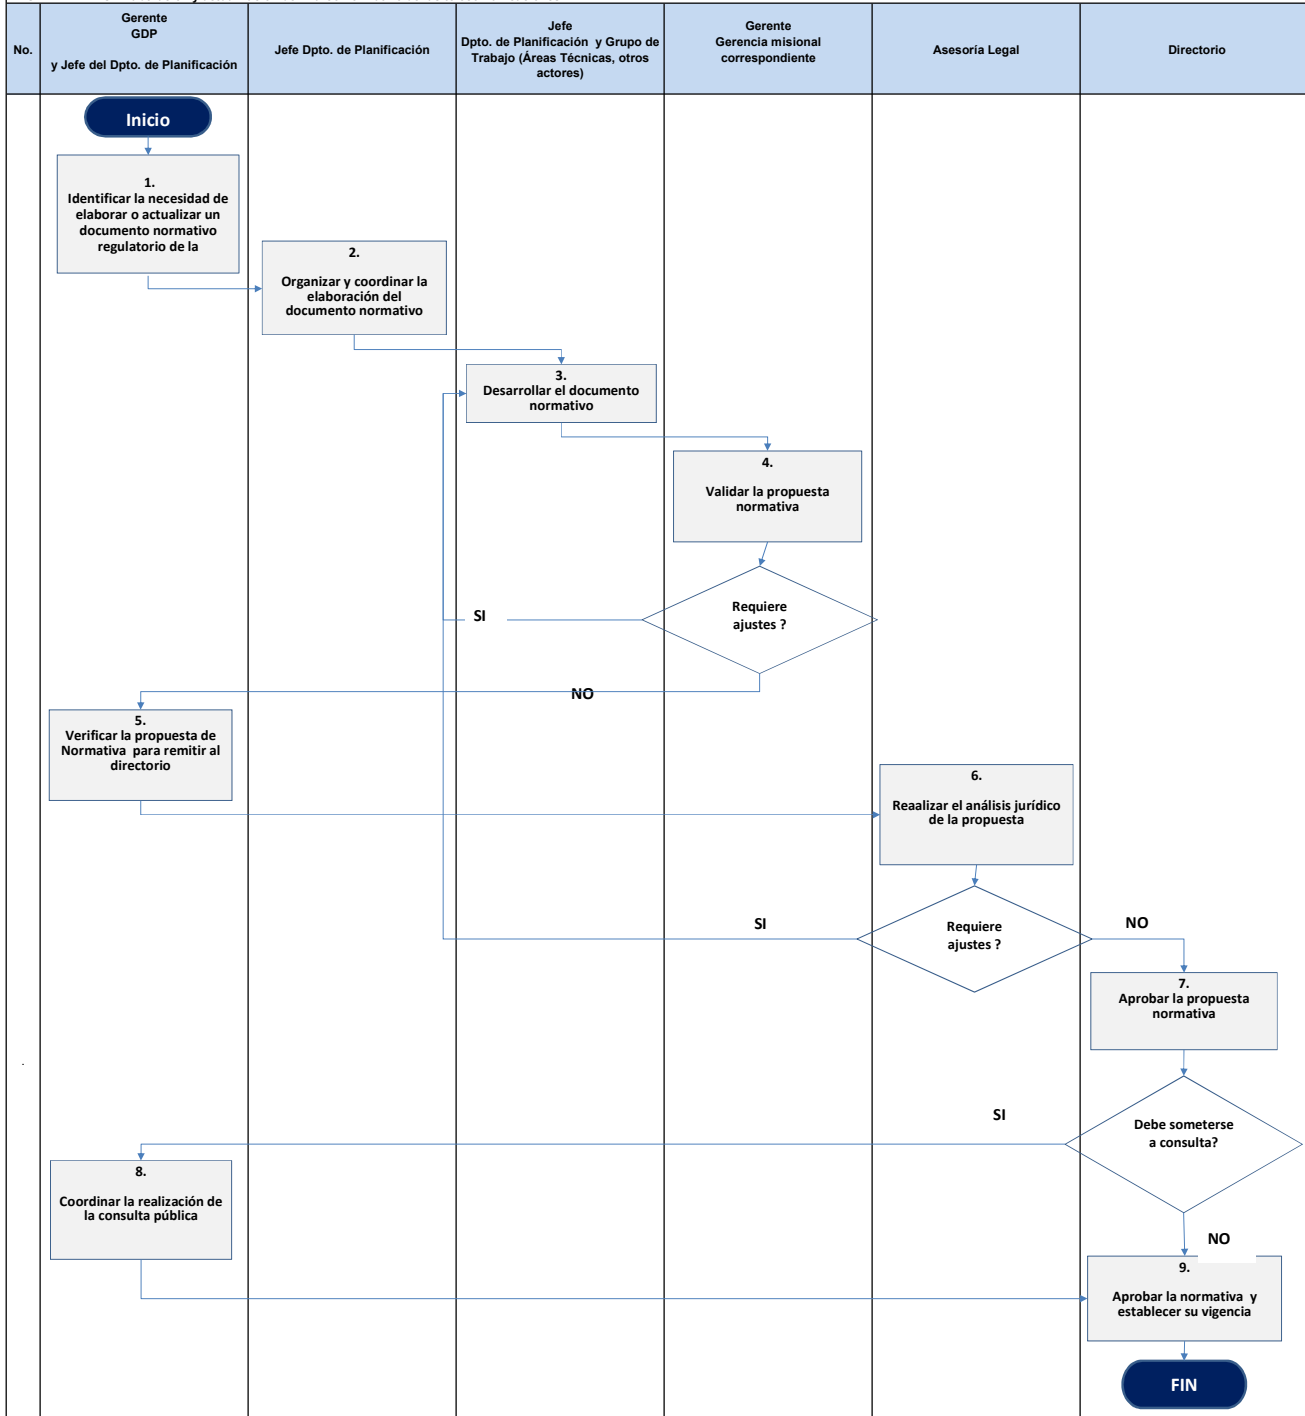 No.
Gerente
GDP
y Jefe del Dpto. de Planificación
Jefe Dpto. de Planificación
Jefe
Dpto. de Planificación y Grupo de
Trabajo (Áreas Técnicas, otros
actores)
Gerente
Gerencia misional
correspondiente
Asesoría Legal
Directorio
Inicio
1.
Identificar la necesidad de
elaborar o actualizar un
documento normativo
regulatorio de la
2.
Organizar y coordinar la
elaboración del
documento normativo
3.
Desarrollar el documento
normativo
4.
Validar la propuesta
normativa
Requiere
ajustes ?
SI
NO
5.
Verificar la propuesta de
Normativa para remitir al
directorio
6.
Reaalizar el análisis jurídico
de la propuesta
Requiere
ajustes ?
SI
NO
7.
Aprobar la propuesta
normativa
Debe someterse
a consulta?
SI
8.
Coordinar la realización de
la consulta pública
NO
9.
Aprobar la normativa y
establecer su vigencia
FIN